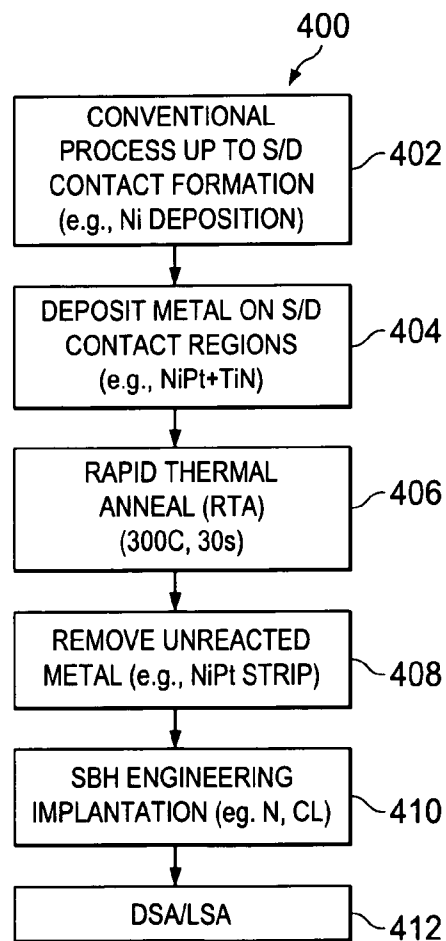 400
CONVENTIONAL
PROCESS UP TO S/D
CONTACT FORMATION
(e.g., Ni DEPOSITION)
402
DEPOSIT METAL ON S/D
CONTACT REGIONS
(e.g., NiPt+TiN)
404
RAPID THERMAL
ANNEAL (RTA)
(300C, 30s)
406
REMOVE UNREACTED
METAL (e.g., NiPt STRIP)
408
SBH ENGINEERING
IMPLANTATION (eg. N, CL)
410
DSA/LSA
412